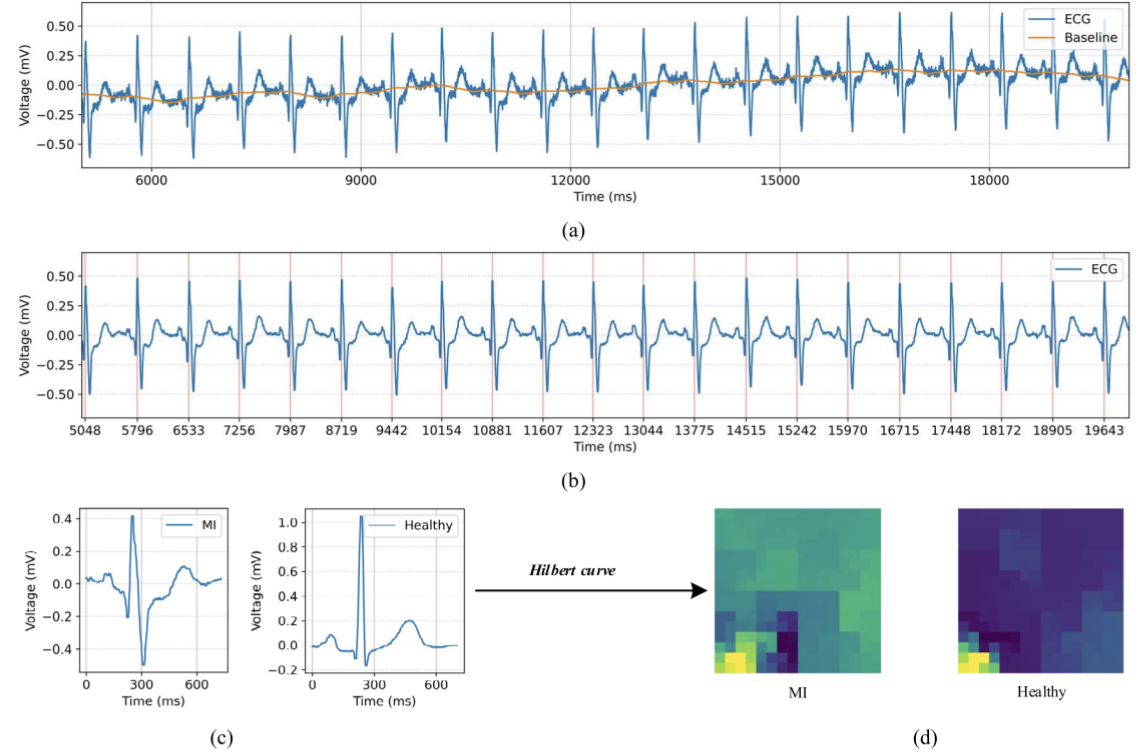 0.50
0.25
0.00
−0.25
−0.50
Voltage (mV)
ECG
Baseline
6000 9000 12000 15000 18000
Time (ms)
(a)
0.50
0.25
0.00
−0.25
−0.50
Voltage (mV)
ECG
5048 5796 6533 7256 7987 8719 9442 10154 10881 11607 12323 13044 13775 14515 15242 15970 16715 17448 18172 18905 19643
Time (ms)
(b)
0.4
0.2
0.0
−0.2
−0.4
Voltage (mV)
MI
0 300 600
Time (ms)
1.0
0.8
0.6
0.4
0.2
0.0
−0.2
Voltage (mV)
Healthy
0 300 600
Time (ms)
Hilbert curve
MI
Healthy
(c)
(d)